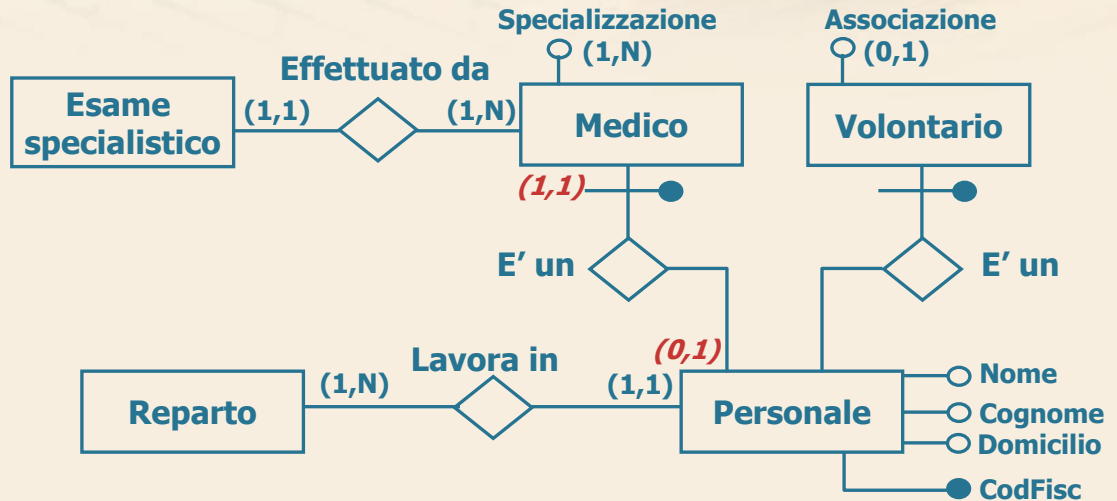 Specializzazione
(1,N)
Associazione
(0,1)
Effettuato da
Esame
specialistico
(1,1)
(1,N)
Medico
Volontario
(1,1)
E’ un
E’ un
(0,1)
Lavora in
Reparto
(1,N)
(1,1)
Personale
Nome
Cognome
Domicilio
CodFisc